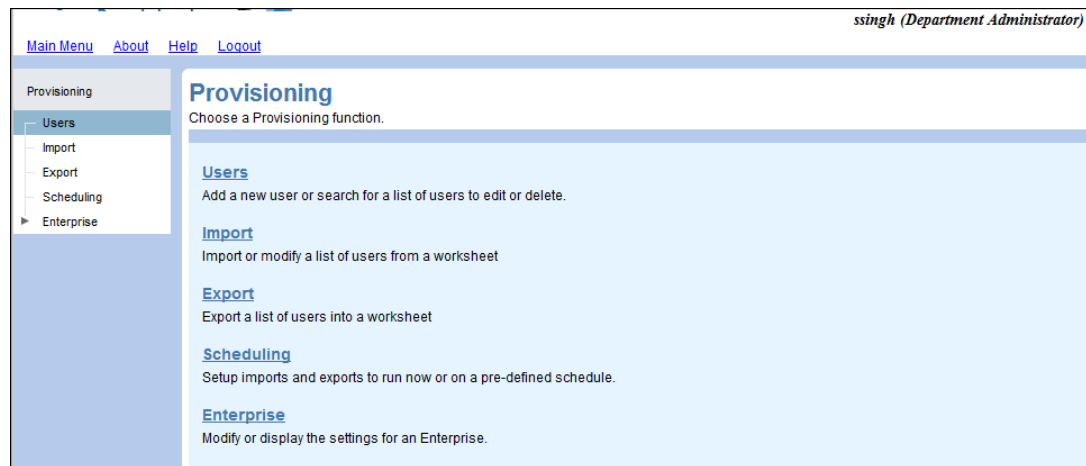 ssingh (Department Administrator)
Main Menu About Help Logout
Provisioning
Users
Import
Export
Scheduling
Enterprise
Provisioning
Choose a Provisioning function.
Users
Add a new user or search for a list of users to edit or delete.
Import
Import or modify a list of users from a worksheet
Export
Export a list of users into a worksheet
Scheduling
Setup imports and exports to run now or on a pre-defined schedule.
Enterprise
Modify or display the settings for an Enterprise.